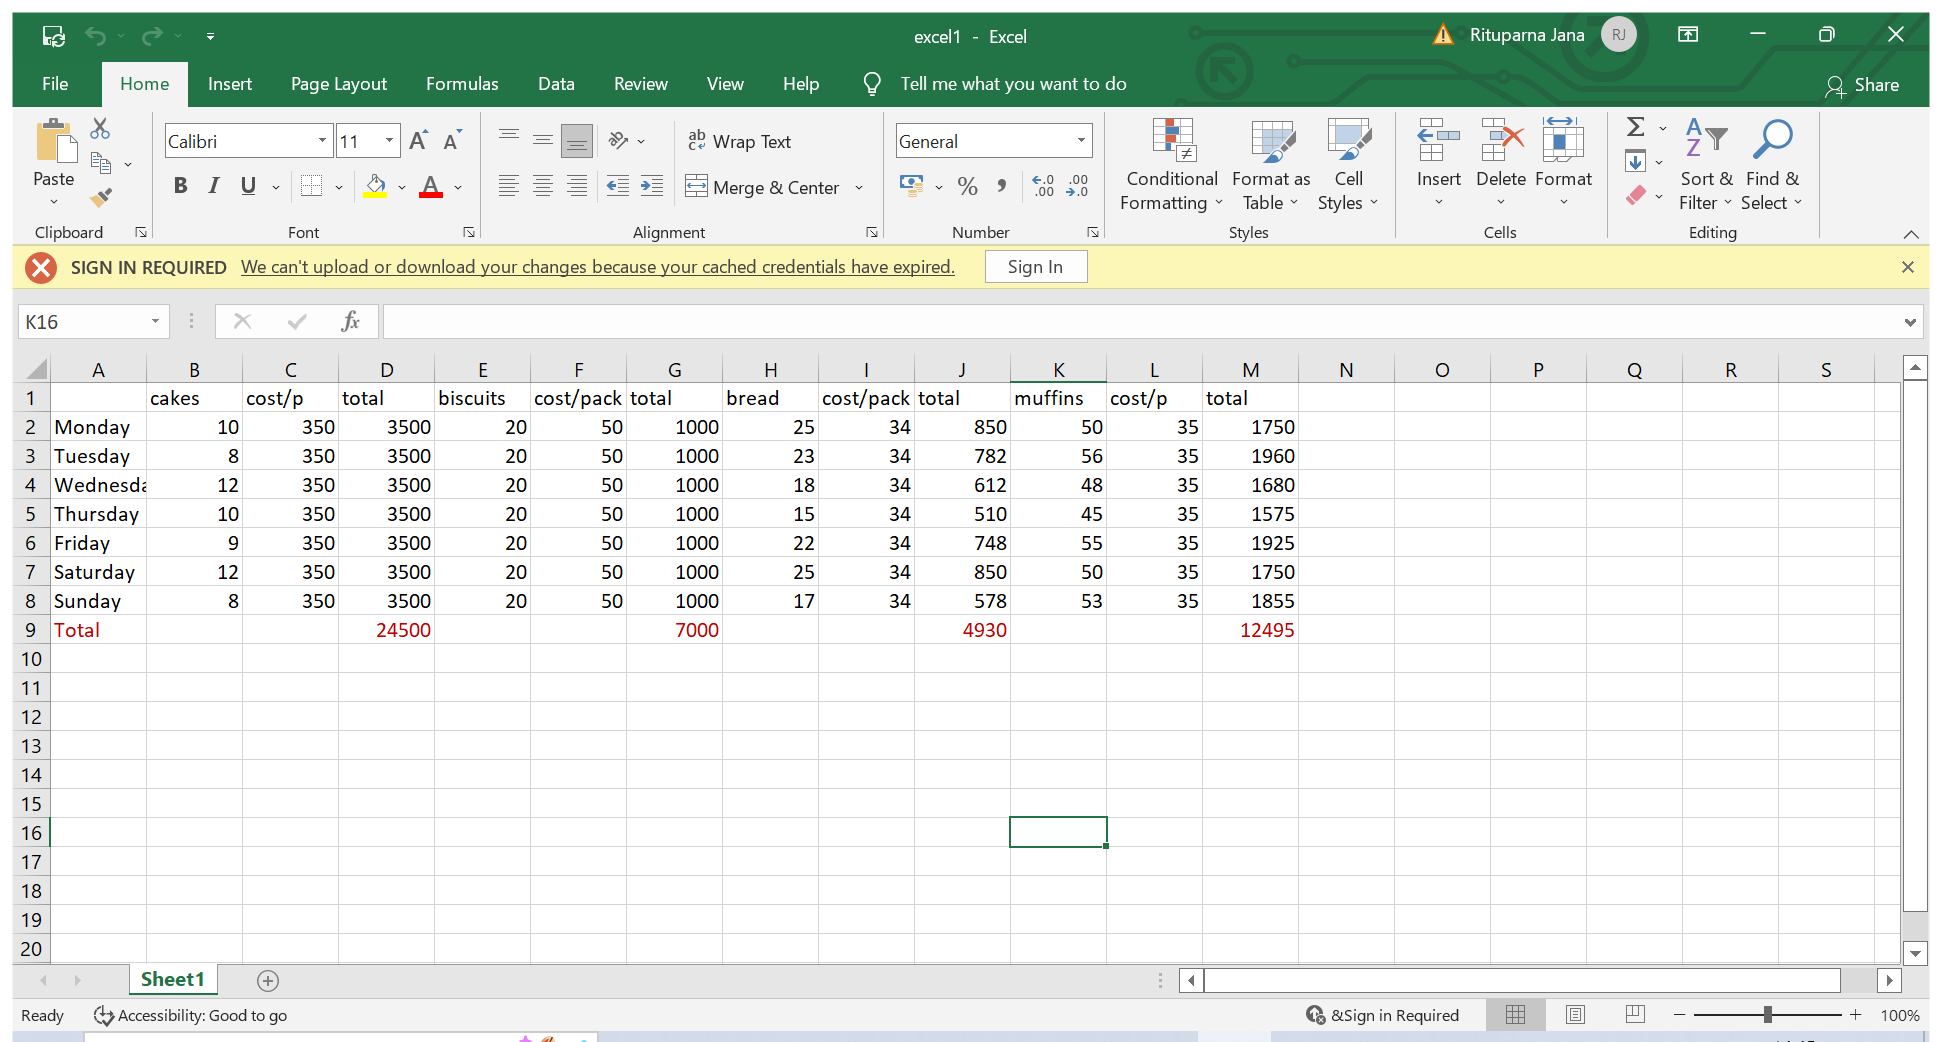 excel1 - Excel
Rituparna Jana
RJ
File Home Insert Page Layout Formulas Data Review View Help Tell me what you want to do
Share
Paste
Calibri 11
Wrap Text
Merge & Center
General
Conditional Formatting
Format as Table
Cell Styles
Insert Delete Format
Sort & Filter
Find & Select
Clipboard Font Alignment Number Styles Cells Editing
SIGN IN REQUIRED We can't upload or download your changes because your cached credentials have expired. Sign In
K16 fx
A B C D E F G H I J K L M N O P Q R S
1 cakes cost/p total biscuits cost/pack total bread cost/pack total muffins cost/p total
2 Monday 10 350 3500 20 50 1000 25 34 850 50 35 1750
3 Tuesday 8 350 3500 20 50 1000 23 34 782 56 35 1960
4 Wednesda 12 350 3500 20 50 1000 18 34 612 48 35 1680
5 Thursday 10 350 3500 20 50 1000 15 34 510 45 35 1575
6 Friday 9 350 3500 20 50 1000 22 34 748 55 35 1925
7 Saturday 12 350 3500 20 50 1000 25 34 850 50 35 1750
8 Sunday 8 350 3500 20 50 1000 17 34 578 53 35 1855
9 Total 24500 7000 4930 12495
10
11
12
13
14
15
16
17
18
19
20
Sheet1
Ready Accessibility: Good to go &Sign in Required 100%